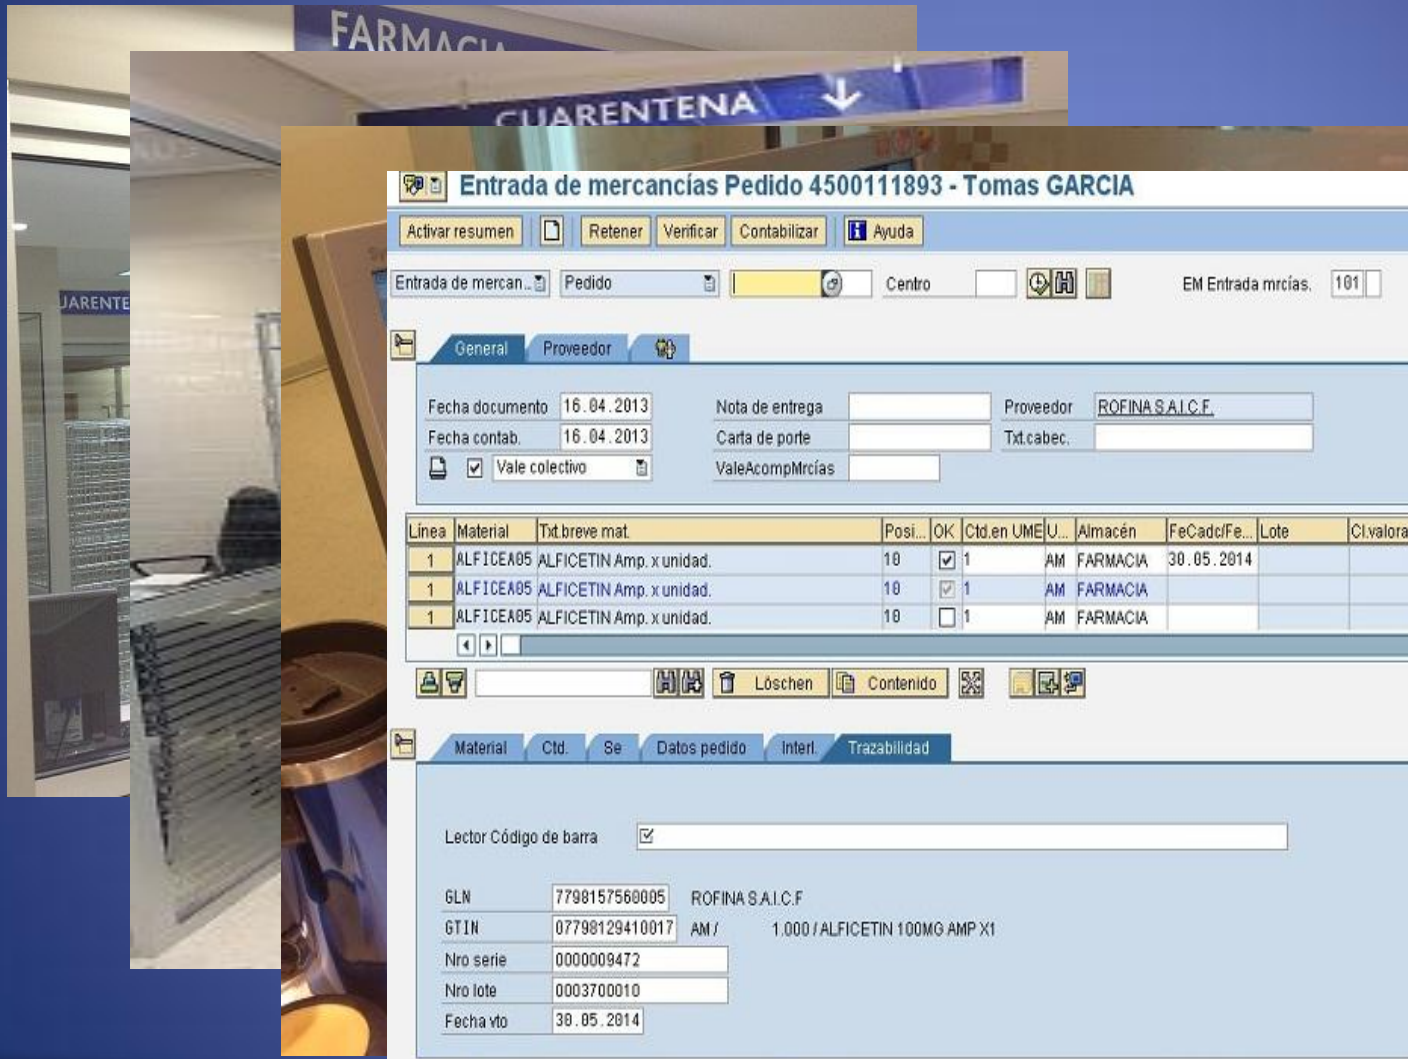 FARMACIA
CUARENTENA
UARENTE
Entrada de mercancías Pedido 4500111893 - Tomas GARCIA
Activar resumen Retener Verificar Contabilizar Ayuda
Entrada de mercan... Pedido Centro EM Entrada mrcías. 101
General Proveedor
Fecha documento 16.04.2013 Nota de entrega Proveedor ROFINA S.A.I.C.F.
Fecha contab. 16.04.2013 Carta de porte Txt.cabec.
Vale colectivo ValeAcompMrcías
Línea Material Txt.breve mat. Posi... OK Ctd.en UME U... Almacén FeCadc/Fe... Lote Cl.valora
1 ALFICEA05 ALFICETIN Amp. x unidad. 10 1 AM FARMACIA 30.05.2014
1 ALFICEA05 ALFICETIN Amp. x unidad. 10 1 AM FARMACIA
1 ALFICEA05 ALFICETIN Amp. x unidad. 10 1 AM FARMACIA
Löschen Contenido
Material Ctd. Se Datos pedido Interl. Trazabilidad
Lector Código de barra
GLN 7798157560005 ROFINA S.A.I.C.F
GTIN 07798129410017 AM / 1.000 / ALFICETIN 100MG AMP X1
Nro serie 0000009472
Nro lote 0003700010
Fecha vto 30.05.2014